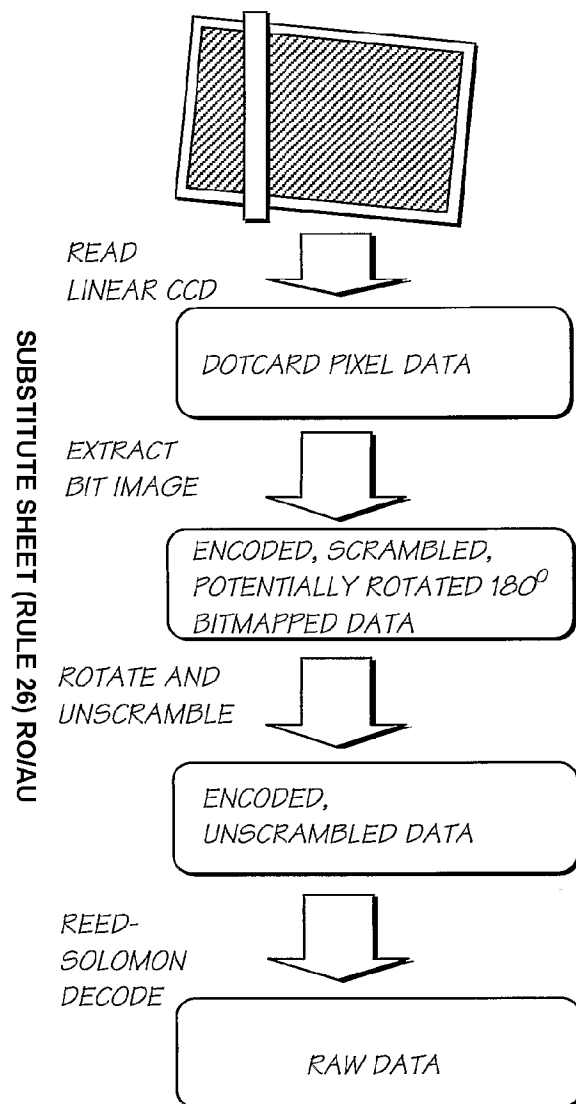 READ
LINEAR CCD
DOTCARD PIXEL DATA
EXTRACT
BIT IMAGE
ENCODED, SCRAMBLED,
POTENTIALLY ROTATED 180°
BITMAPPED DATA
ROTATE AND
UNSCRAMBLE
ENCODED,
UNSCRAMBLED DATA
REED-
SOLOMON
DECODE
RAW DATA
SUBSTITUTE SHEET (RULE 26) RO/AU